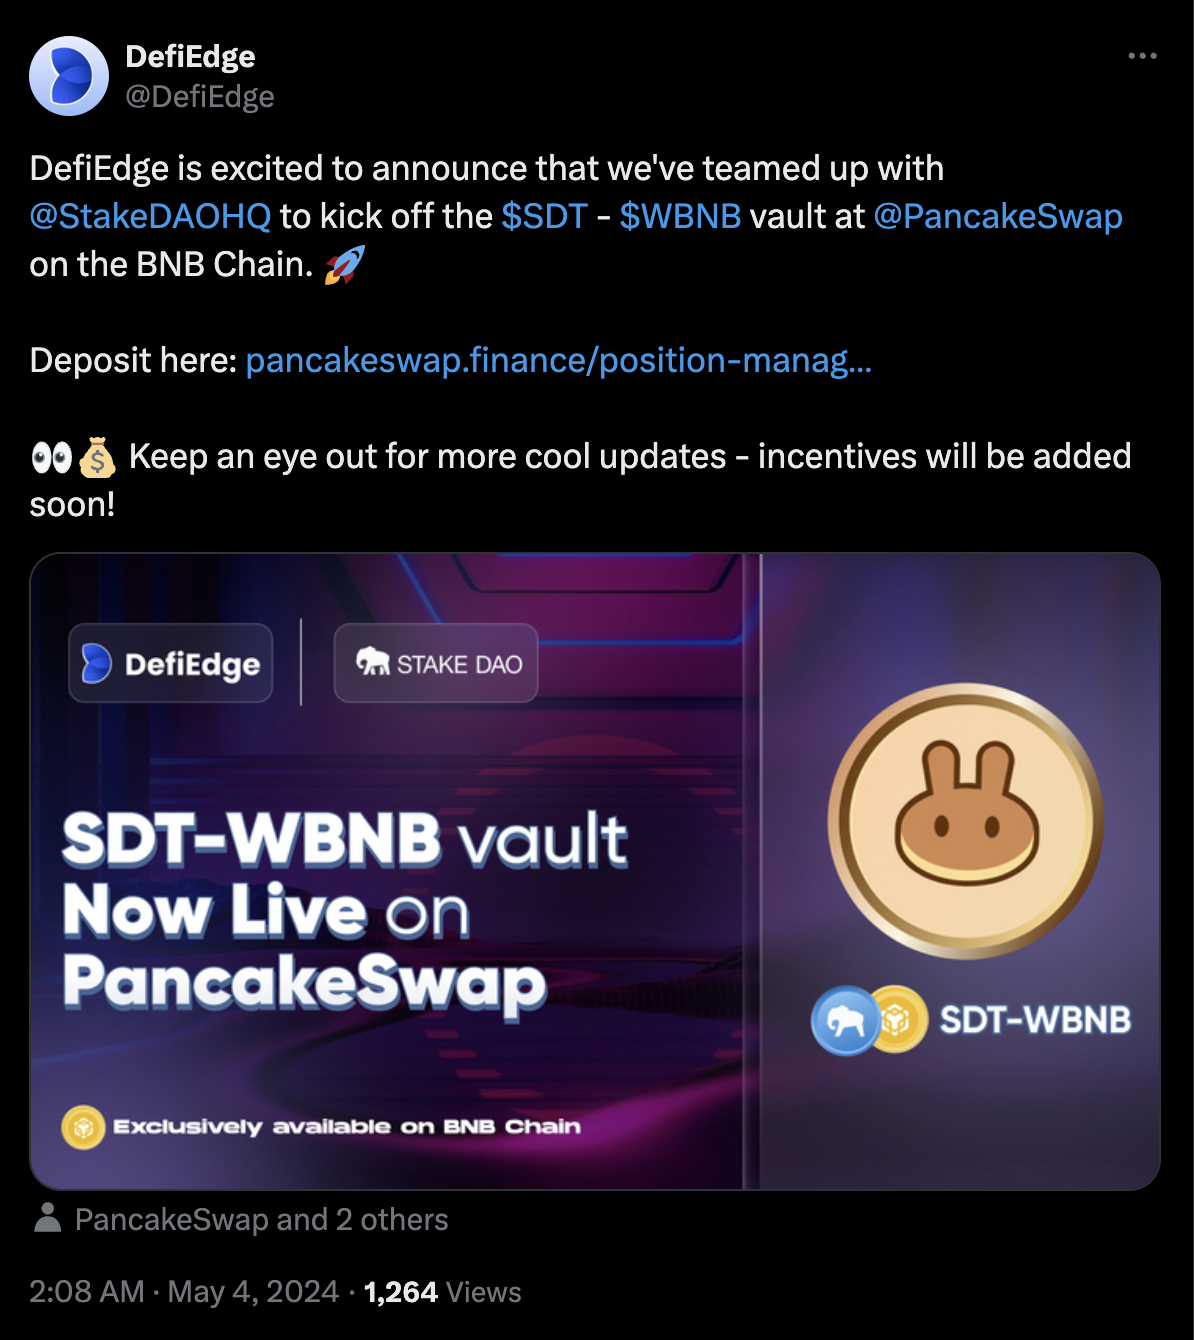 DefiEdge
@DefiEdge
DefiEdge is excited to announce that we've teamed up with
@StakeDAOHQ to kick off the $SDT - $WBNB vault at @PancakeSwap
on the BNB Chain. 🚀
Deposit here: pancakeswap.finance/position-manag...
👀💰 Keep an eye out for more cool updates - incentives will be added
soon!
DefiEdge
STAKE DAO
SDT-WBNB vault
Now Live on
PancakeSwap
SDT-WBNB
Exclusively available on BNB Chain
PancakeSwap and 2 others
2:08 AM · May 4, 2024 · 1,264 Views